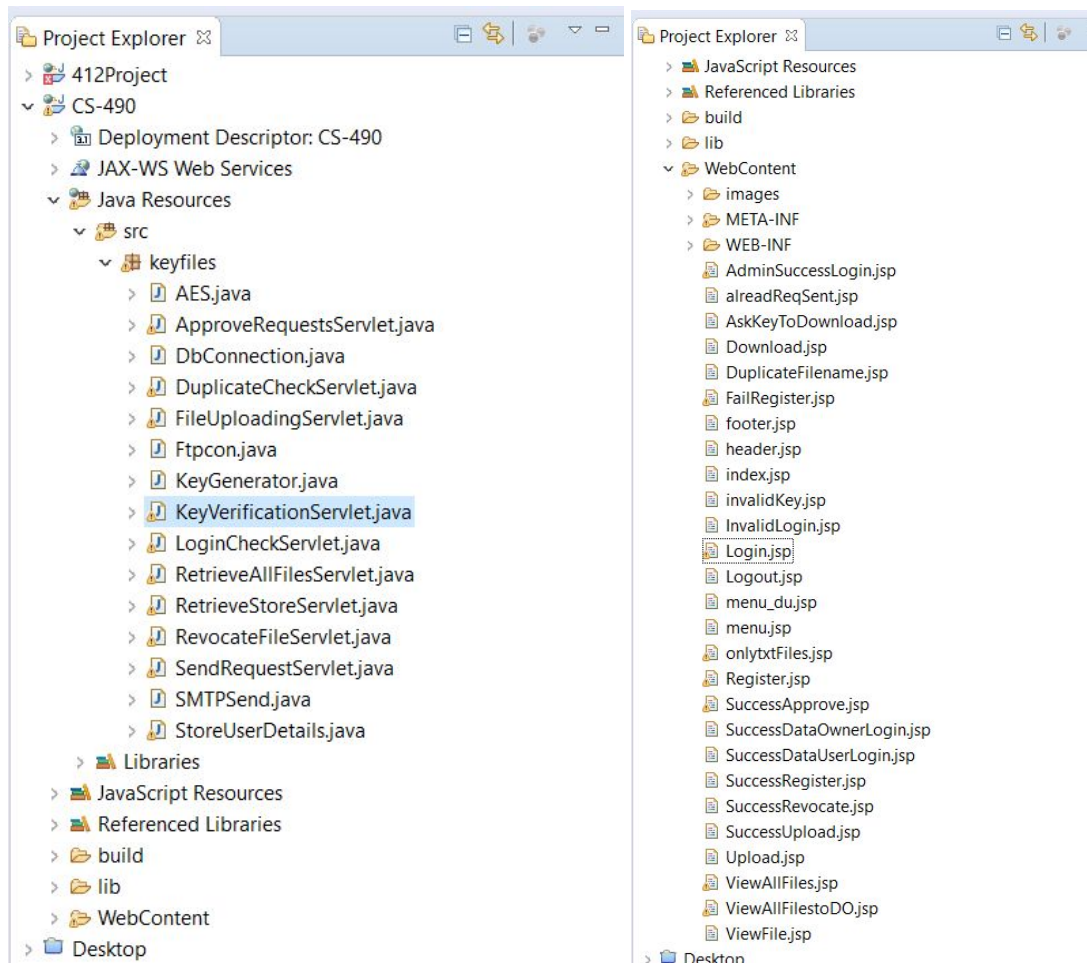 Project Explorer
412Project
CS-490
Deployment Descriptor: CS-490
JAX-WS Web Services
Java Resources
src
keyfiles
AES.java
ApproveRequestsServlet.java
DbConnection.java
DuplicateCheckServlet.java
FileUploadingServlet.java
Ftpcon.java
KeyGenerator.java
KeyVerificationServlet.java
LoginCheckServlet.java
RetrieveAllFilesServlet.java
RetrieveStoreServlet.java
RevocateFileServlet.java
SendRequestServlet.java
SMTPSend.java
StoreUserDetails.java
Libraries
JavaScript Resources
Referenced Libraries
build
lib
WebContent
Desktop
Project Explorer
JavaScript Resources
Referenced Libraries
build
lib
WebContent
images
META-INF
WEB-INF
AdminSuccessLogin.jsp
alreadReqSent.jsp
AskKeyToDownload.jsp
Download.jsp
DuplicateFilename.jsp
FailRegister.jsp
footer.jsp
header.jsp
index.jsp
invalidKey.jsp
InvalidLogin.jsp
Login.jsp
Logout.jsp
menu_du.jsp
menu.jsp
onlytxtFiles.jsp
Register.jsp
SuccessApprove.jsp
SuccessDataOwnerLogin.jsp
SuccessDataUserLogin.jsp
SuccessRegister.jsp
SuccessRevocate.jsp
SuccessUpload.jsp
Upload.jsp
ViewAllFiles.jsp
ViewAllFilestoDO.jsp
ViewFile.jsp
Desktop